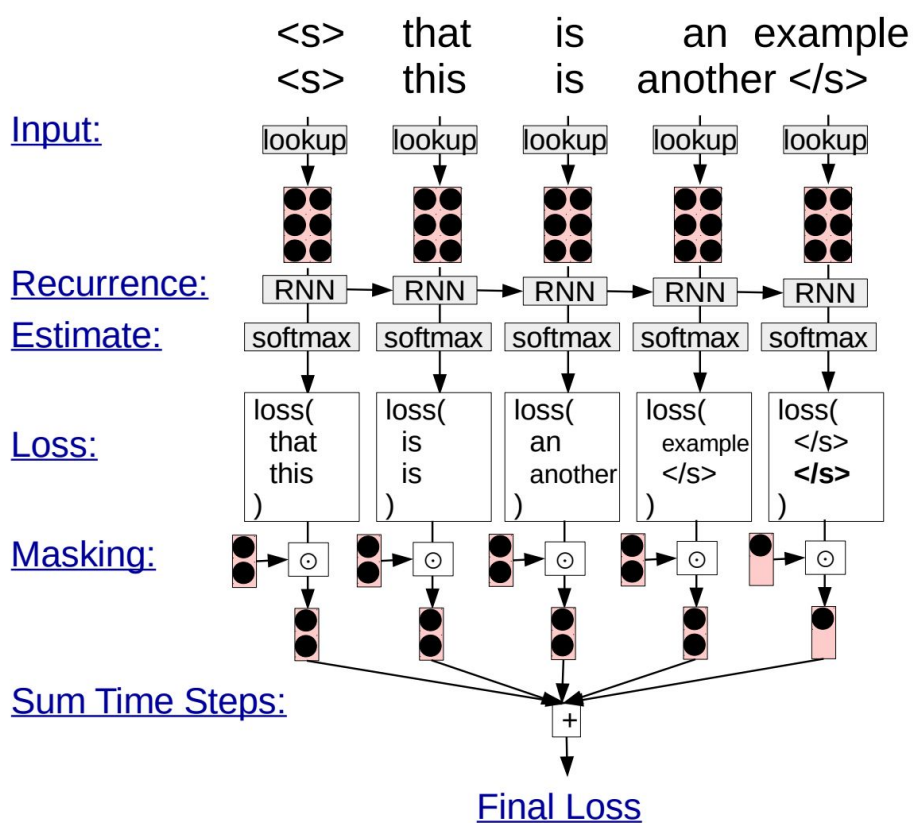 <s> that is an example
<s> this is another </s>
Input:
lookup lookup lookup lookup lookup
Recurrence:
RNN RNN RNN RNN RNN
Estimate:
softmax softmax softmax softmax softmax
Loss:
loss( loss( loss( loss( loss(
that is an example </s>
this is another </s> </s>
) ) ) ) )
Masking:
⊙ ⊙ ⊙ ⊙ ⊙
Sum Time Steps:
+
Final Loss